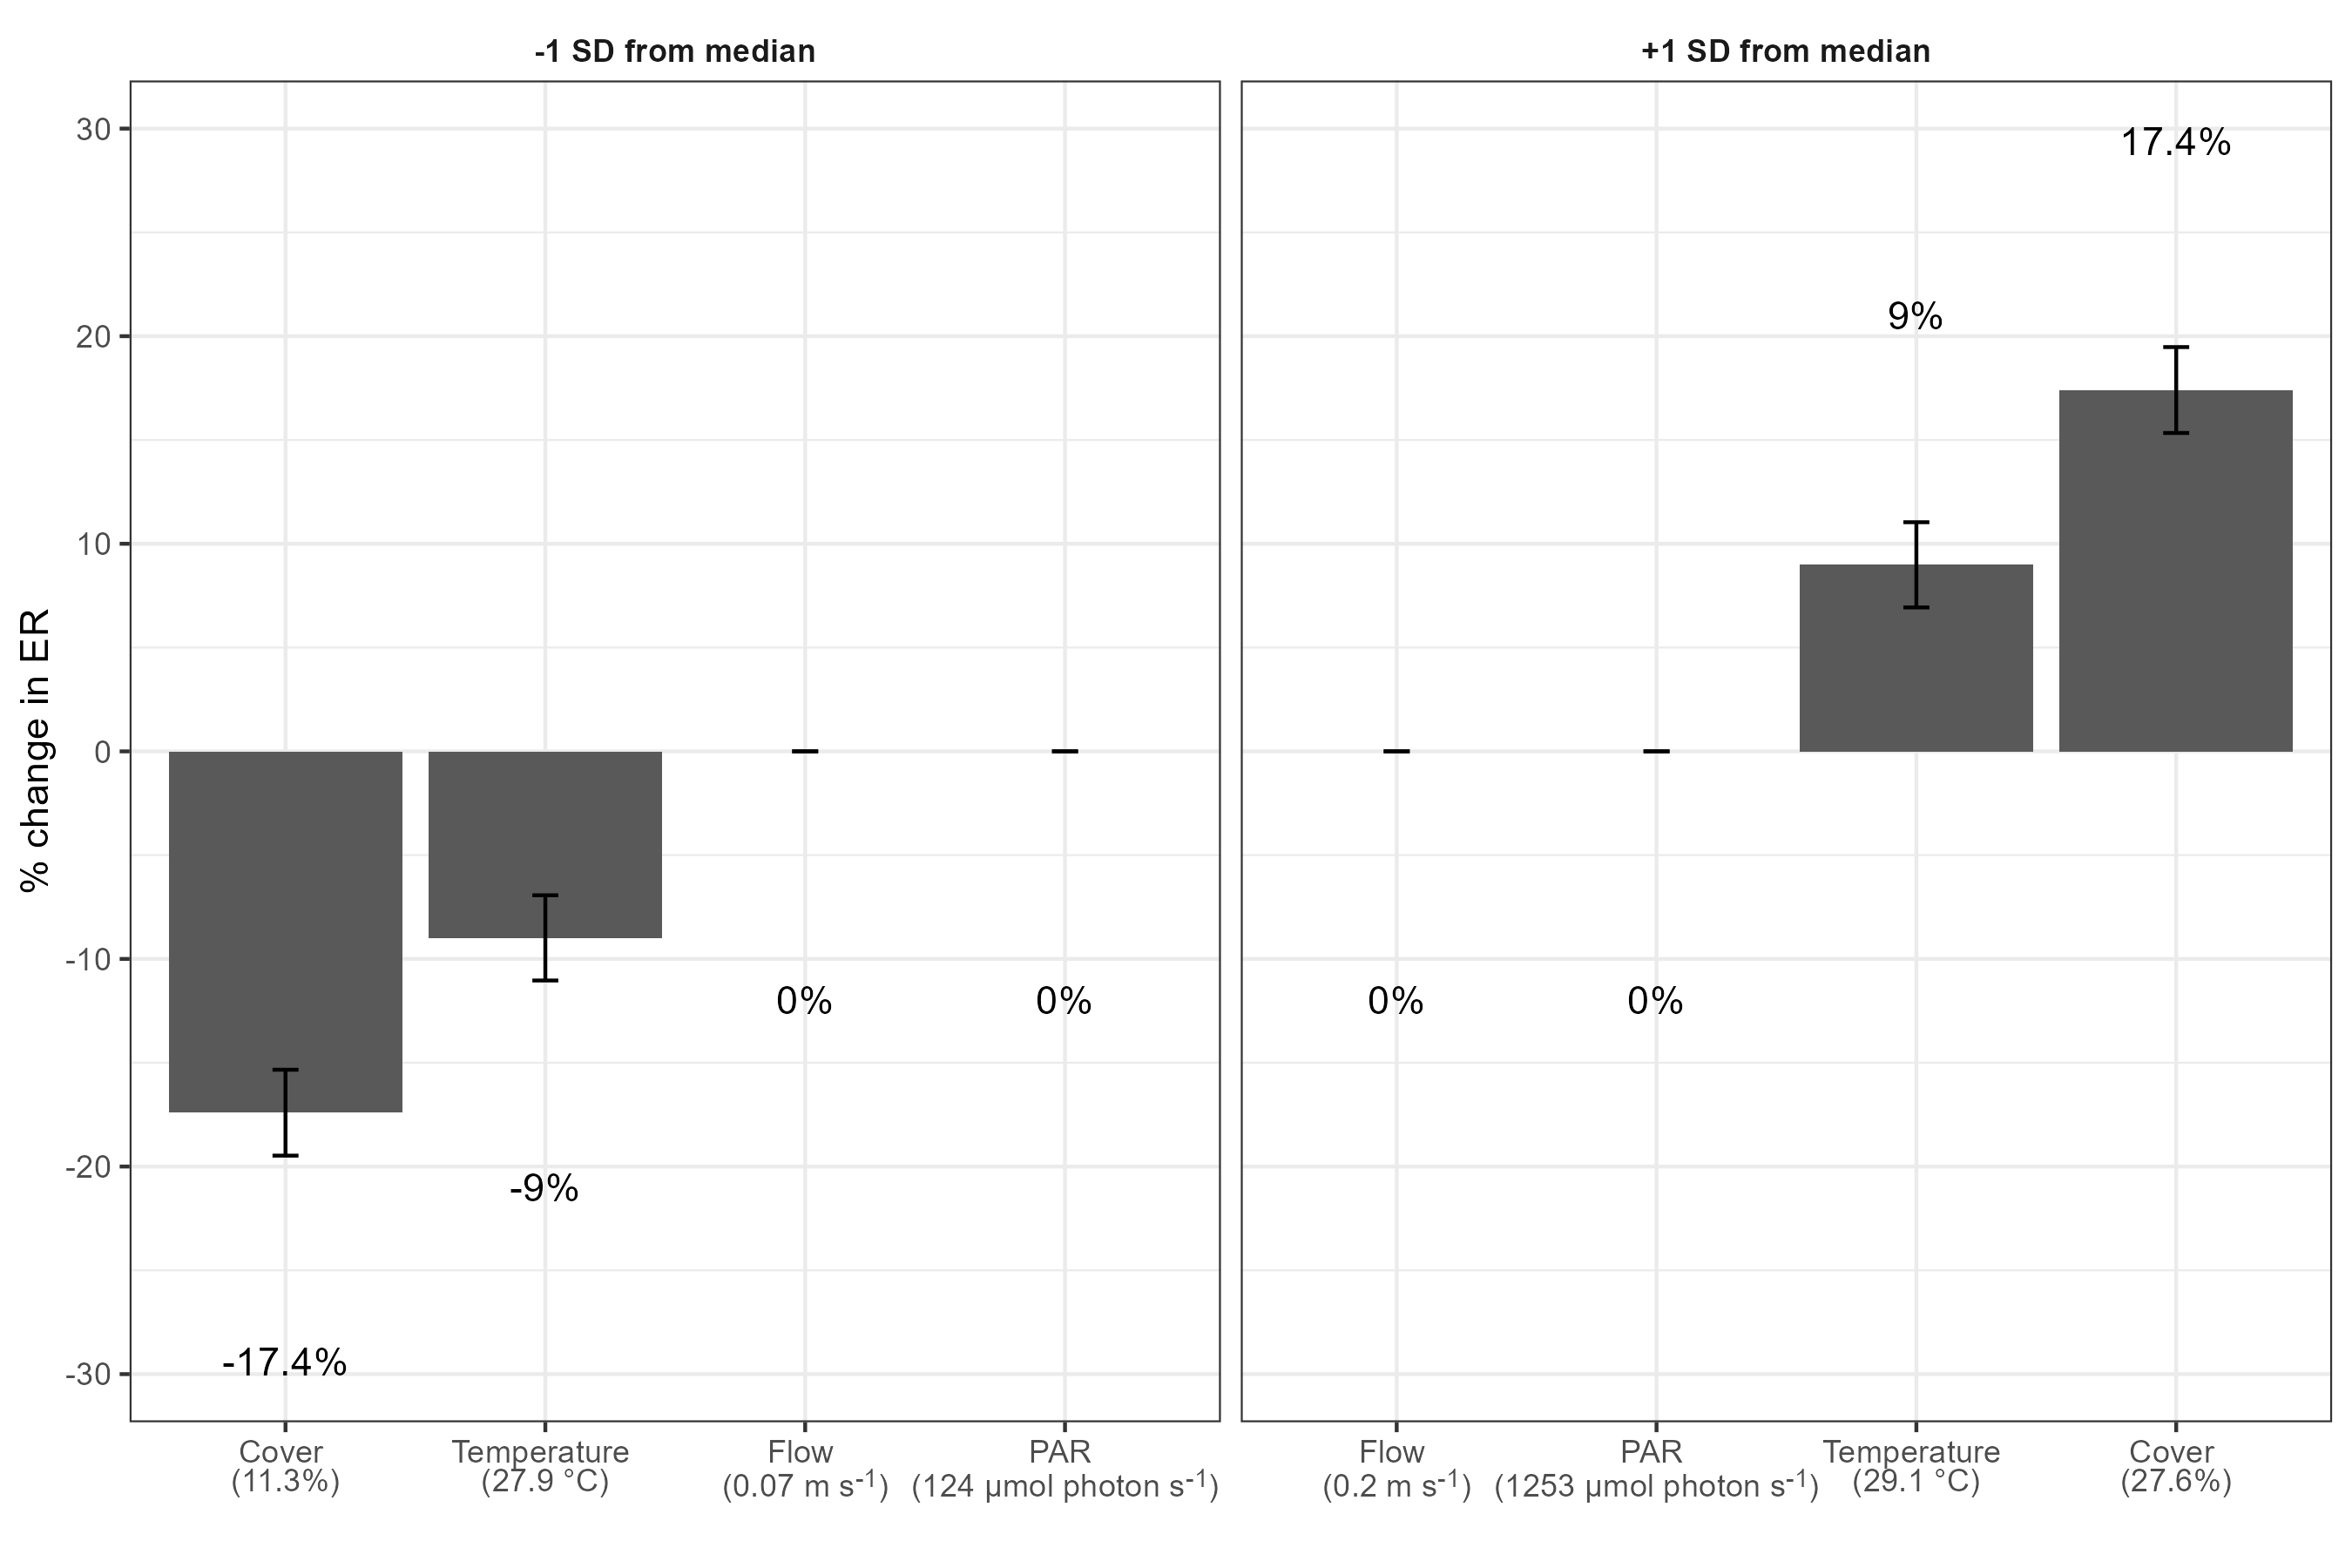 -1 SD from median
+1 SD from median
% change in ER
30
20
10
0
-10
-20
-30
-17.4%
-9%
0%
0%
0%
0%
9%
17.4%
Cover
(11.3%)
Temperature
(27.9 °C)
Flow
(0.07 m s⁻¹)
PAR
(124 μmol photon s⁻¹)
Flow
(0.2 m s⁻¹)
PAR
(1253 μmol photon s⁻¹)
Temperature
(29.1 °C)
Cover
(27.6%)